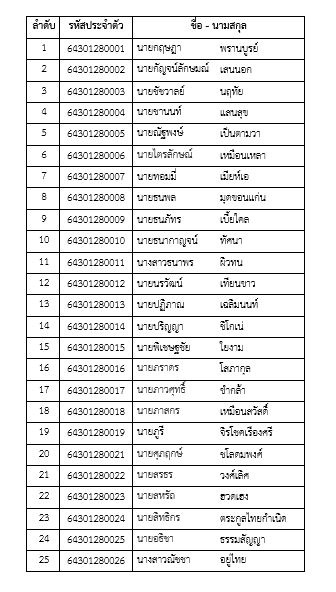 ลำดับ รหัสประจำตัว ชื่อ - นามสกุล
1 64301280001 นายกฤษฎา พรานบูรย์
2 64301280002 นายกัญจน์ลักษมณ์ เสนนอก
3 64301280003 นายชัชวาลย์ นฤทัย
4 64301280004 นายชานนท์ แสนสุข
5 64301280005 นายณัฐพงษ์ เป็นตามวา
6 64301280006 นายไตรลักษณ์ เหมือนเหลา
7 64301280007 นายทอมมี่ เมียทเอ
8 64301280008 นายธนพล มุดขอนแก่น
9 64301280009 นายธนภัทร เบี้ยใคล
10 64301280010 นายธนากาญจน์ ทัศนา
11 64301280011 นางสาวธนาพร ผิวทน
12 64301280012 นายนรวัฒน์ เทียนขาว
13 64301280013 นายปฏิภาณ เฉลิมนนท์
14 64301280014 นายปริญญา ชิโกเน่
15 64301280015 นายพิเชษฐชัย ใยงาม
16 64301280016 นายภราดร โสภากุล
17 64301280017 นายภาวศุทธิ์ ขำกล้า
18 64301280018 นายภาสกร เหมือนสวัสดิ์
19 64301280019 นายภูรี จิรโชคเรืองศรี
20 64301280021 นายศุภฤกษ์ ชโลดมพงศ์
21 64301280022 นายสรธร วงศ์เลิศ
22 64301280023 นายสหรัถ ฮวดเฮง
23 64301280024 นายสิทธิกร ตระกูลไทยกำเนิด
24 64301280025 นายอธิชา ธรรมสัญญา
25 64301280026 นางสาวณัชชา อยู่ไทย